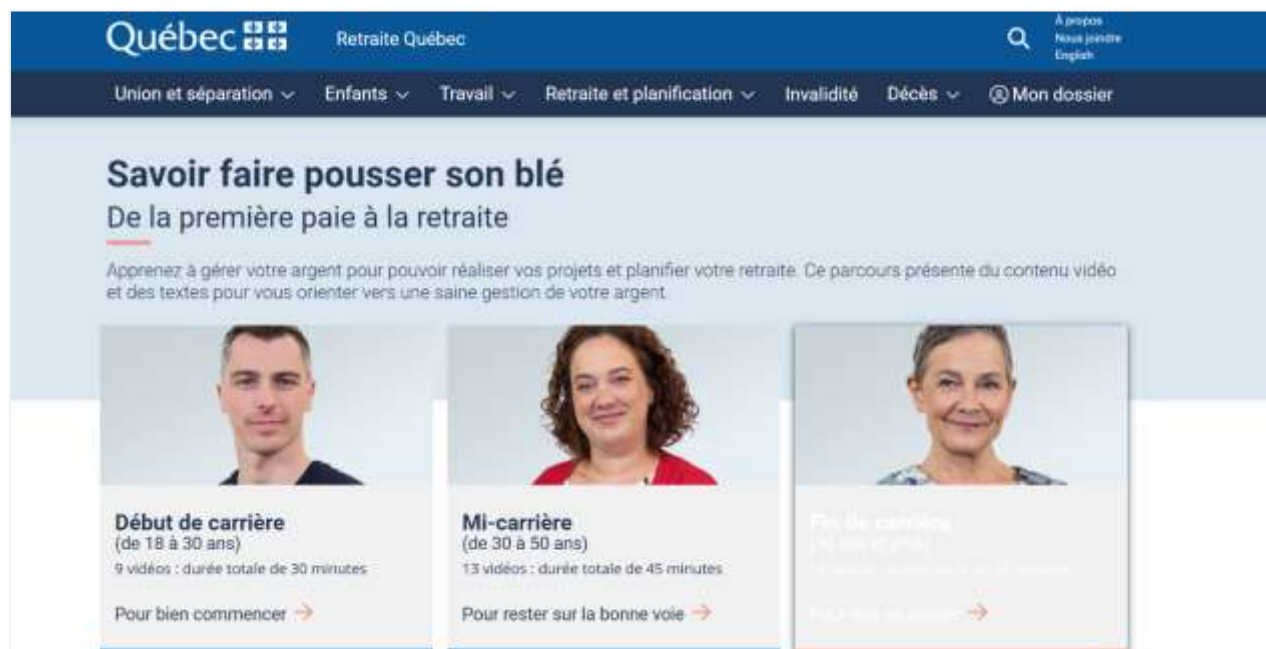 Québec
Retraite Québec
À propos
Nous joindre
English
Union et séparation
Enfants
Travail
Retraite et planification
Invalidité
Décès
Mon dossier
Savoir faire pousser son blé
De la première paie à la retraite
Apprenez à gérer votre argent pour pouvoir réaliser vos projets et planifier votre retraite. Ce parcours présente du contenu vidéo
et des textes pour vous orienter vers une saine gestion de votre argent.
Début de carrière
(de 18 à 30 ans)
9 vidéos : durée totale de 30 minutes
Pour bien commencer
Mi-carrière
(de 30 à 50 ans)
13 vidéos : durée totale de 45 minutes
Pour rester sur la bonne voie
Fin de carrière